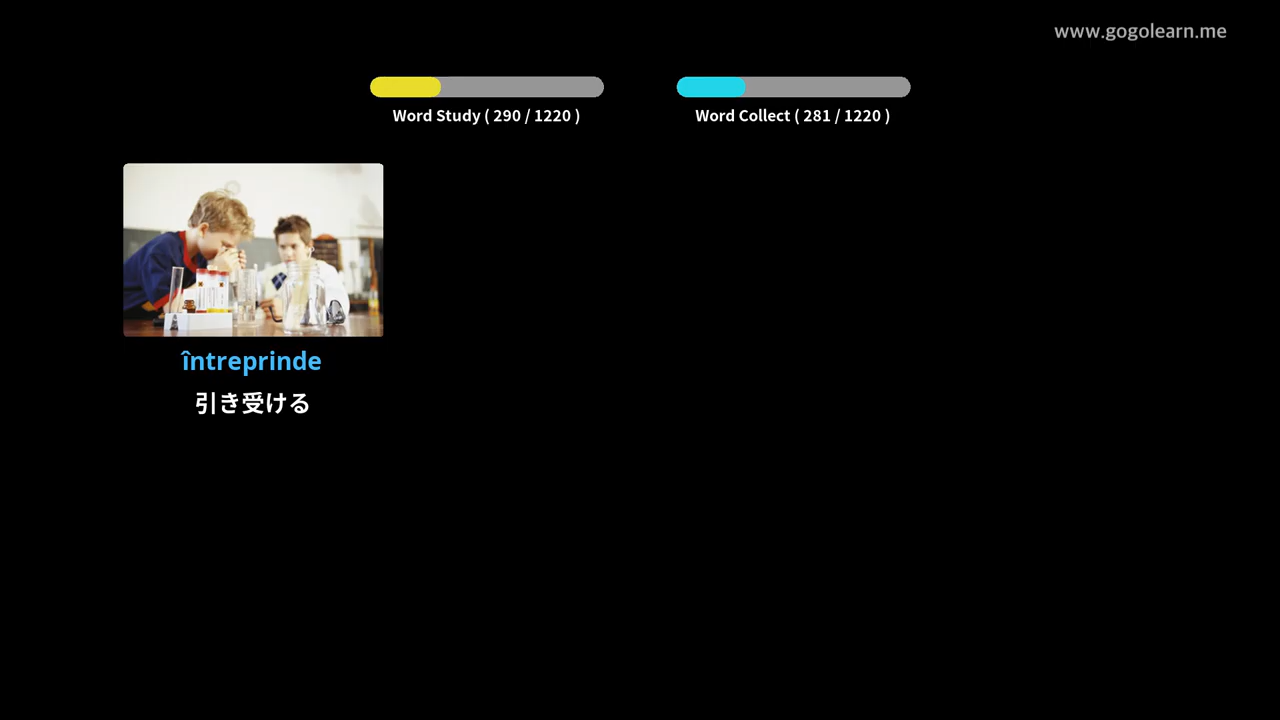 www.gogolearn.me
Word Study ( 290 / 1220 )
Word Collect ( 281 / 1220 )
întreprinde
引き受ける